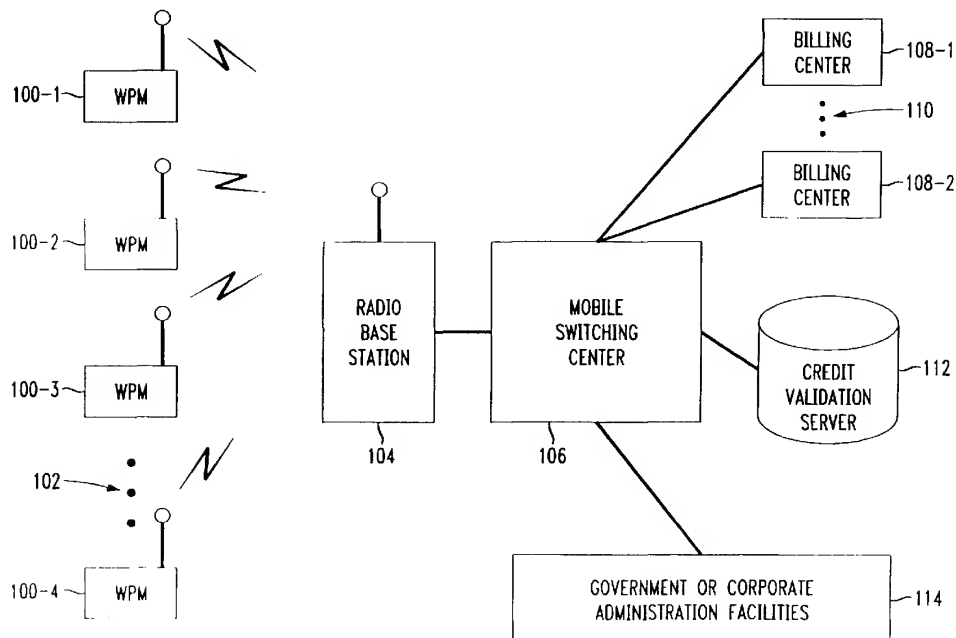 100-1
WPM
100-2
WPM
100-3
WPM
102
100-4
WPM
RADIO
BASE
STATION
104
MOBILE
SWITCHING
CENTER
106
BILLING
CENTER
108-1
110
BILLING
CENTER
108-2
CREDIT
VALIDATION
SERVER
112
GOVERNMENT OR CORPORATE
ADMINISTRATION FACILITIES
114